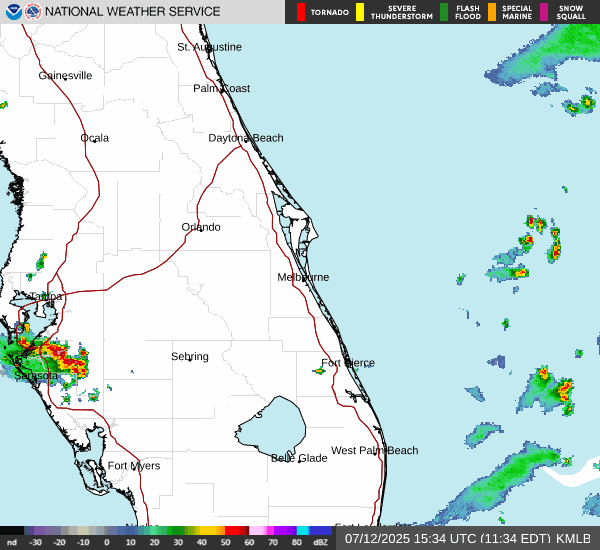 NATIONAL WEATHER SERVICE
TORNADO
SEVERE THUNDERSTORM
FLASH FLOOD
SPECIAL MARINE
SNOW SQUALL
St. Augustine
Gainesville
Palm Coast
Ocala
Daytona Beach
Orlando
Melbourne
Tampa
Sebring
Fort Pierce
Sarasota
West Palm Beach
Belle Glade
Fort Myers
nd -30 -20 -10 0 10 20 30 40 50 60 70 80 dBZ
07/12/2025 15:34 UTC (11:34 EDT) KMLB